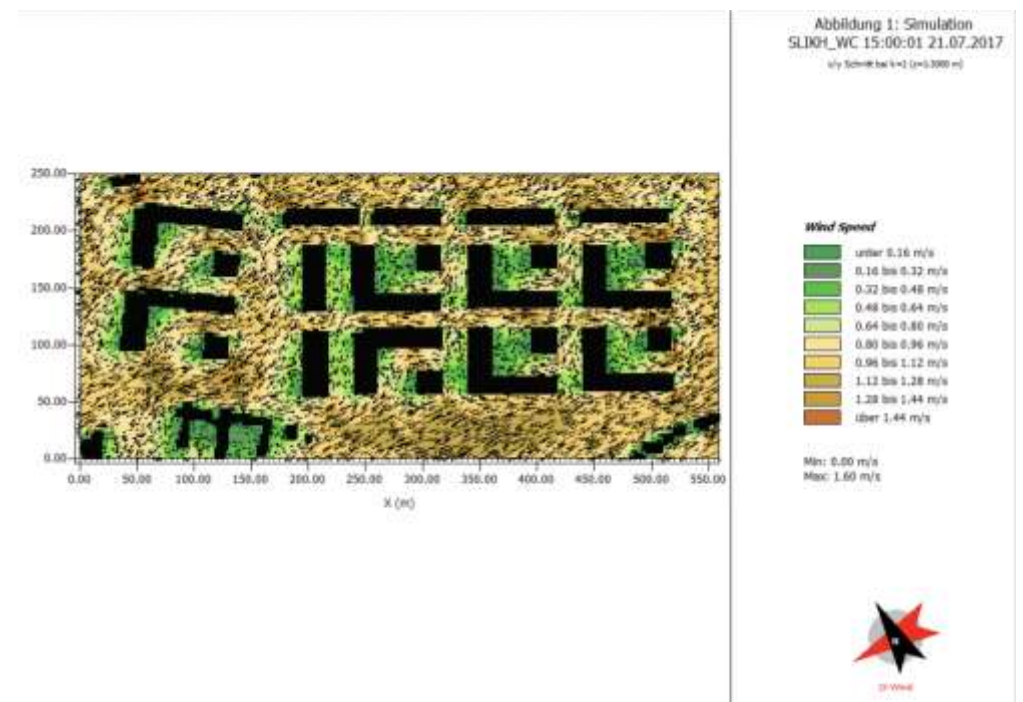 Abbildung 1: Simulation
SLIKH_WC 15:00:01 21.07.2017
x/y Schnitt bei k=2 (z=1.0000 m)
250.00
200.00
150.00
100.00
50.00
0.00
0.00 50.00 100.00 150.00 200.00 250.00 300.00 350.00 400.00 450.00 500.00 550.00
X (m)
Wind Speed
unter 0.16 m/s
0.16 bis 0.32 m/s
0.32 bis 0.48 m/s
0.48 bis 0.64 m/s
0.64 bis 0.80 m/s
0.80 bis 0.96 m/s
0.96 bis 1.12 m/s
1.12 bis 1.28 m/s
1.28 bis 1.44 m/s
über 1.44 m/s
Min: 0.00 m/s
Max: 1.60 m/s